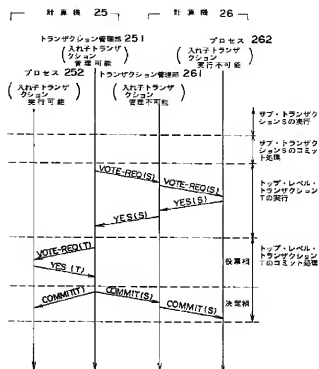 計算機 25
計算機 26
トランザクション管理部 251
(入れ子トランザクション管理可能)
プロセス 262
(入れ子トランザクション実行不可能)
プロセス 252
(入れ子トランザクション実行可能)
トランザクション管理部 261
(入れ子トランザクション管理不可能)
サブ・トランザクションSの実行
サブ・トランザクションSのコミット処理
VOTE-REQ(S)
VOTE-REQ(S)
YES(S)
YES(S)
トップ・レベル・トランザクションTの実行
VOTE-REQ(T)
YES(T)
投票相
トップ・レベル・トランザクションTのコミット処理
COMMIT(T)
COMMIT(S)
COMMIT(S)
決定相